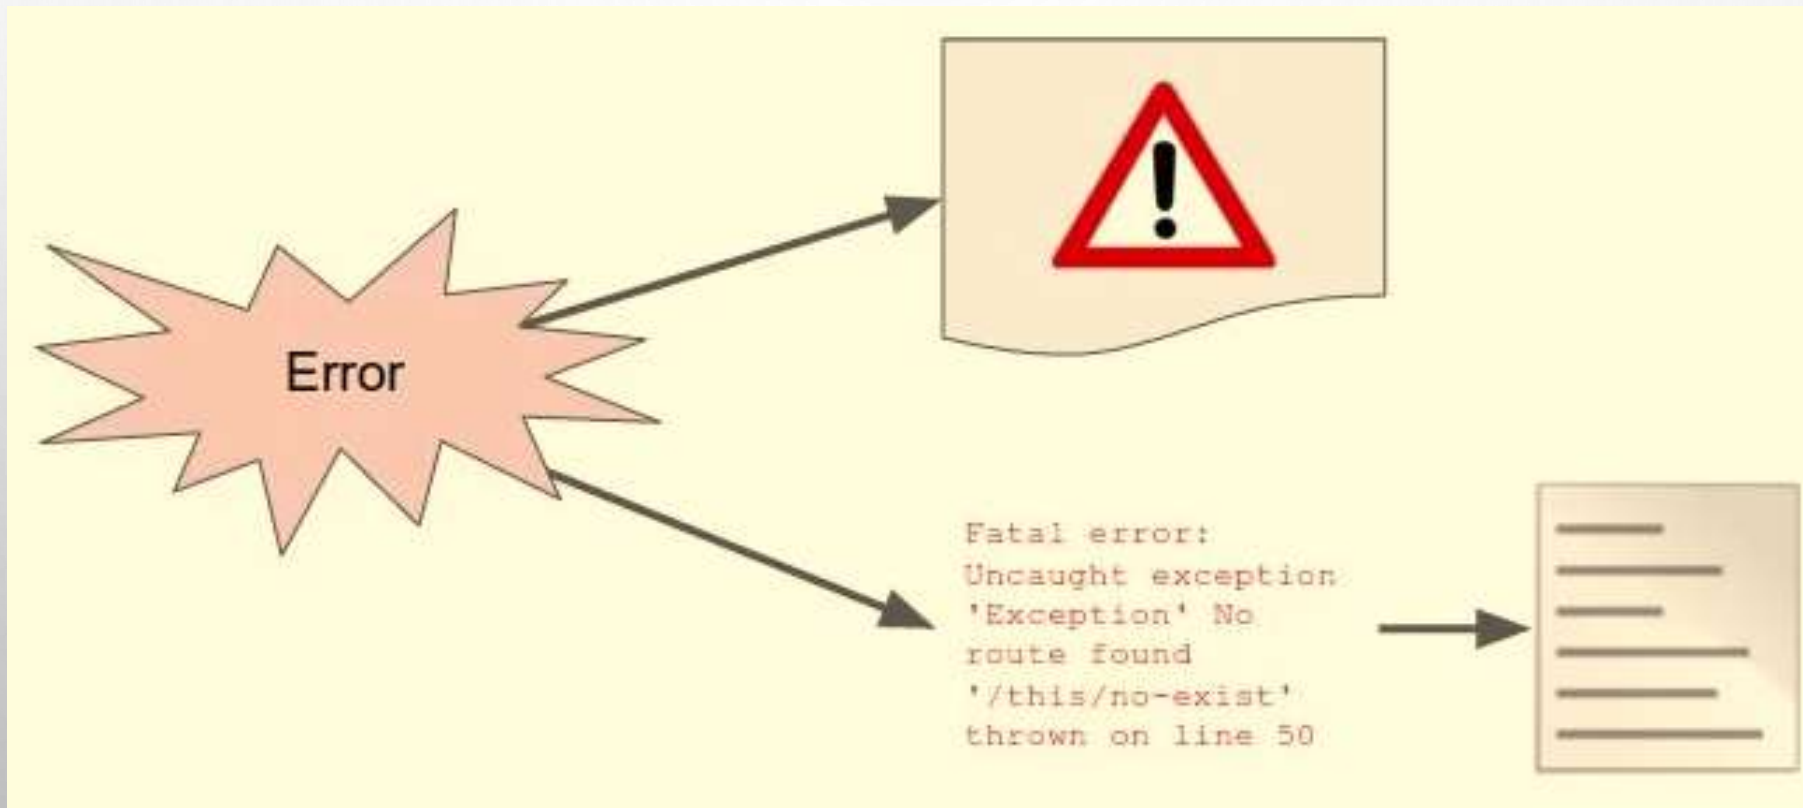 Error
Fatal error:
Uncaught exception
'Exception' No
route found
'/this/no-exist'
thrown on line 50